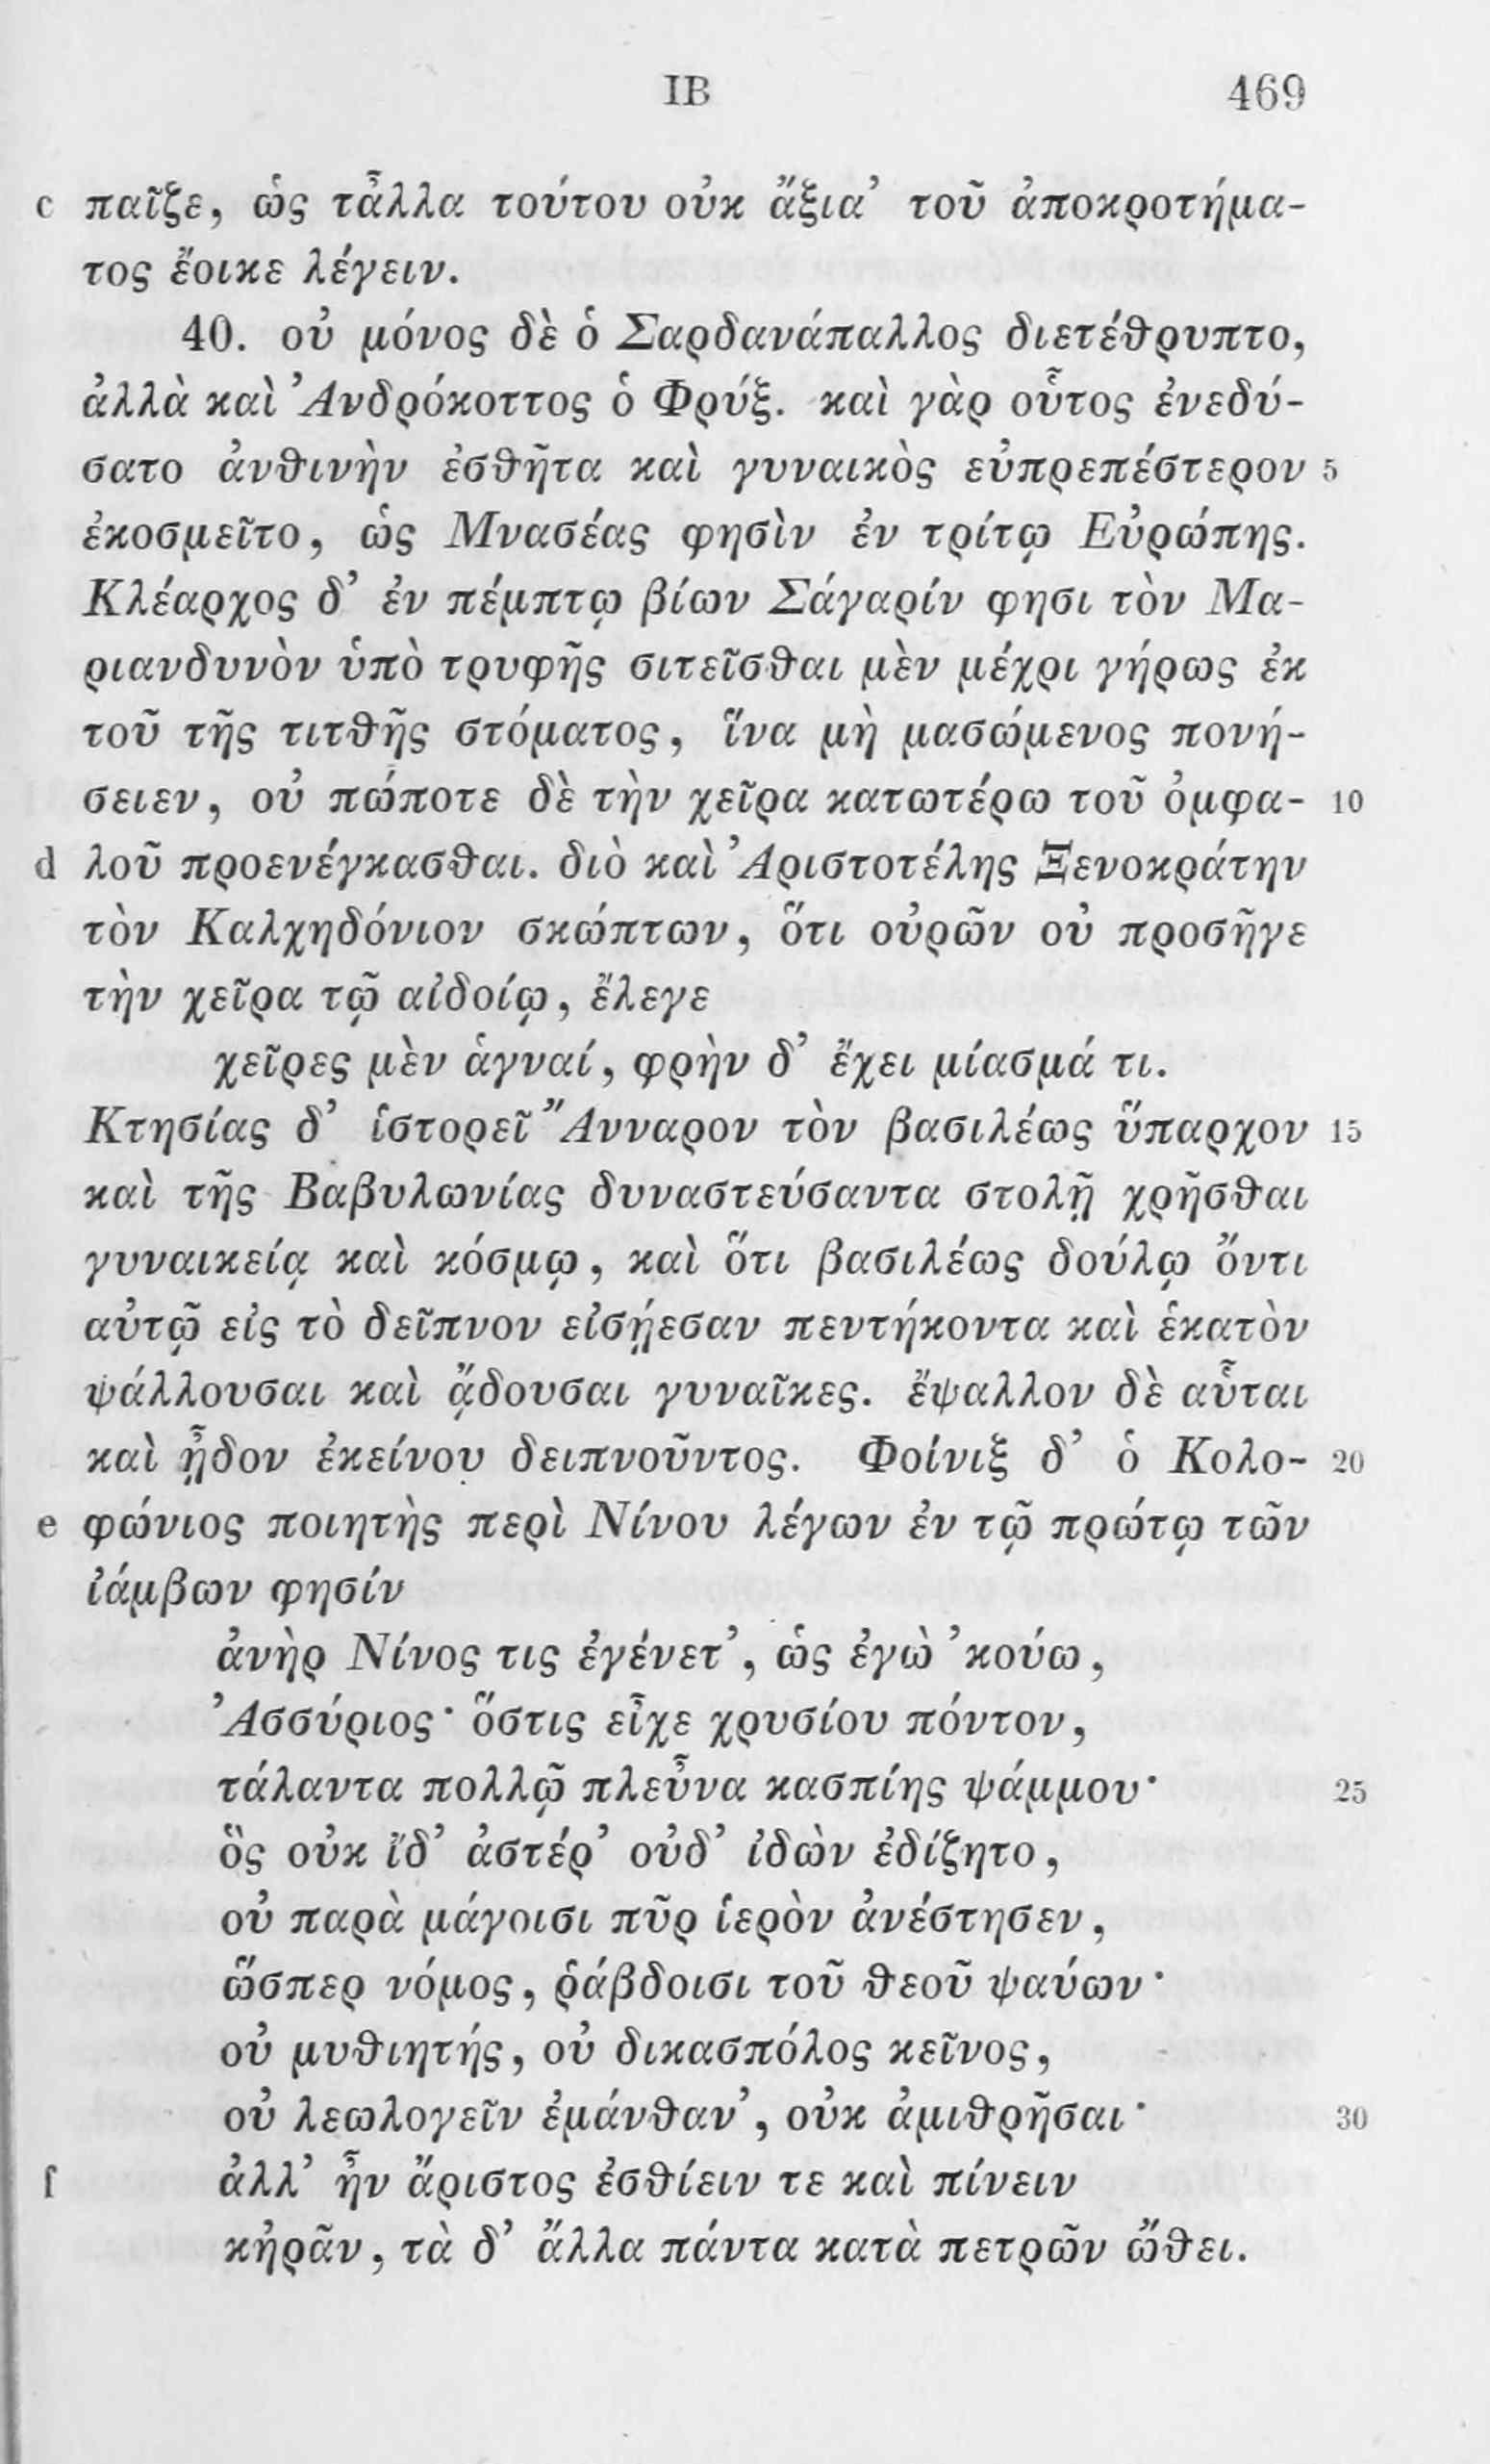 ΙΒ 469
c παῖζε, ὡς τἆλλα τούτου οὐκ ἄξια’ τοῦ ἀποκροτήμα-
τος ἔοικε λέγειν.
40. οὐ μόνος δὲ ὁ Σαρδανάπαλλος διετέθρυπτο,
ἀλλὰ καὶ Ἀνδρόκοττος ὁ Φρύξ. καὶ γὰρ οὗτος ἐνεδύ-
σατο ἀνθινὴν ἐσθῆτα καὶ γυναικὸς εὐπρεπέστερον 5
ἐκοσμεῖτο, ὡς Μνασέας φησὶν ἐν τρίτῳ Εὐρώπης.
Κλέαρχος δ’ ἐν πέμπτῳ βίων Σάγαρίν φησι τὸν Μα-
ριανδυνὸν ὑπὸ τρυφῆς σιτεῖσθαι μὲν μέχρι γήρως ἐκ
τοῦ τῆς τιτθῆς στόματος, ἵνα μὴ μασώμενος πονή-
σειεν, οὐ πώποτε δὲ τὴν χεῖρα κατωτέρω τοῦ ὀμφα- 10
d λοῦ προενέγκασθαι. διὸ καὶ Ἀριστοτέλης Ξενοκράτην
τὸν Καλχηδόνιον σκώπτων, ὅτι οὐρῶν οὐ προσῆγε
τὴν χεῖρα τῷ αἰδοίῳ, ἔλεγε
χεῖρες μὲν ἁγναί, φρὴν δ’ ἔχει μίασμά τι.
Κτησίας δ’ ἱστορεῖ Ἄνναρον τὸν βασιλέως ὕπαρχον 15
καὶ τῆς Βαβυλωνίας δυναστεύσαντα στολῇ χρῆσθαι
γυναικείᾳ καὶ κόσμῳ, καὶ ὅτι βασιλέως δούλῳ ὄντι
αὐτῷ εἰς τὸ δεῖπνον εἰσῄεσαν πεντήκοντα καὶ ἑκατὸν
ψάλλουσαι καὶ ᾄδουσαι γυναῖκες. ἔψαλλον δὲ αὗται
καὶ ᾖδον ἐκείνου δειπνοῦντος. Φοίνιξ δ’ ὁ Κολο- 20
e φώνιος ποιητὴς περὶ Νίνου λέγων ἐν τῷ πρώτῳ τῶν
ἰάμβων φησίν
ἀνὴρ Νίνος τις ἐγένετ’, ὡς ἐγὼ ’κούω,
Ἀσσύριος· ὅστις εἶχε χρυσίου πόντον,
τάλαντα πολλῷ πλεῦνα κασπίης ψάμμου· 25
ὃς οὐκ ἴδ’ ἀστέρ’ οὐδ’ ἰδὼν ἐδίζητο,
οὐ παρὰ μάγοισι πῦρ ἱερὸν ἀνέστησεν,
ὥσπερ νόμος, ῥάβδοισι τοῦ θεοῦ ψαύων·
οὐ μυθιητής, οὐ δικασπόλος κεῖνος,
οὐ λεωλογεῖν ἐμάνθαν’, οὐκ ἀμιθρῆσαι· 30
f ἀλλ’ ἦν ἄριστος ἐσθίειν τε καὶ πίνειν
κἠρᾶν, τὰ δ’ ἄλλα πάντα κατὰ πετρῶν ὤθει.